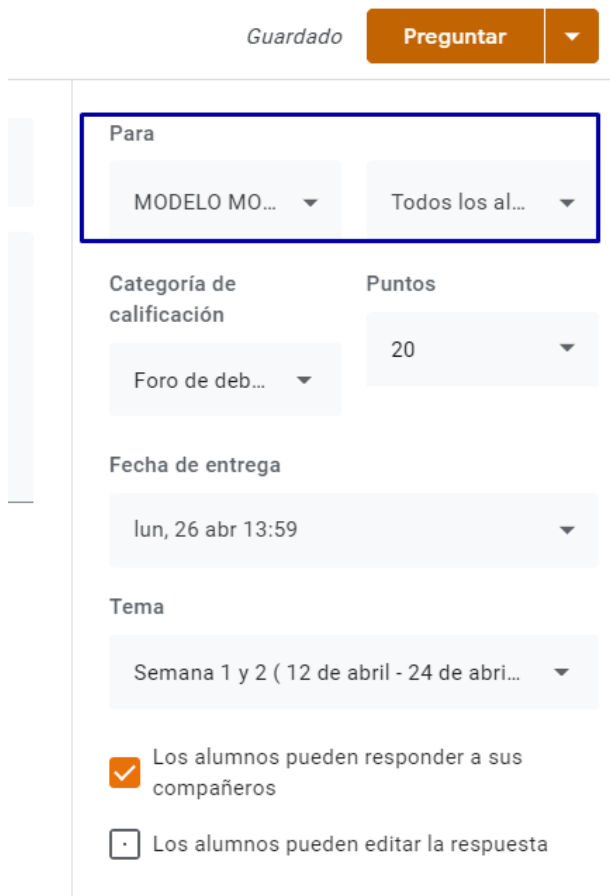 Guardado
Preguntar
Para
MODELO MO...
Todos los al...
Categoría de
calificación
Puntos
Foro de deb...
20
Fecha de entrega
lun, 26 abr 13:59
Tema
Semana 1 y 2 ( 12 de abril - 24 de abri...
Los alumnos pueden responder a sus
compañeros
Los alumnos pueden editar la respuesta